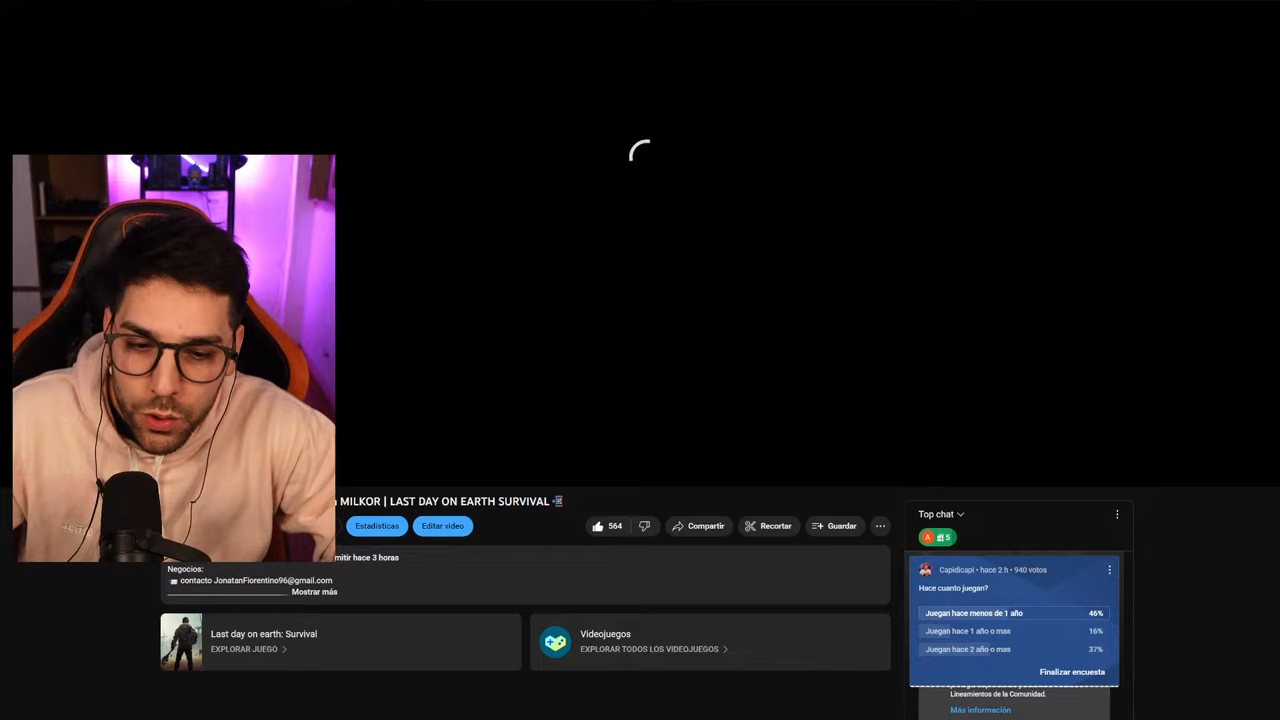 MILKOR | LAST DAY ON EARTH SURVIVAL
Estadísticas
Editar video
564
Compartir
Recortar
Guardar
mitir hace 3 horas
Negocios:
contacto JonatanFiorentino96@gmail.com
Mostrar más
Last day on earth: Survival
EXPLORAR JUEGO
Videojuegos
EXPLORAR TODOS LOS VIDEOJUEGOS
Top chat
A 5
Capidicapi • hace 2 h • 940 votos
Hace cuanto juegan?
Juegan hace menos de 1 año 46%
Juegan hace 1 año o mas 16%
Juegan hace 2 año o mas 37%
Finalizar encuesta
Lineamientos de la Comunidad.
Más información